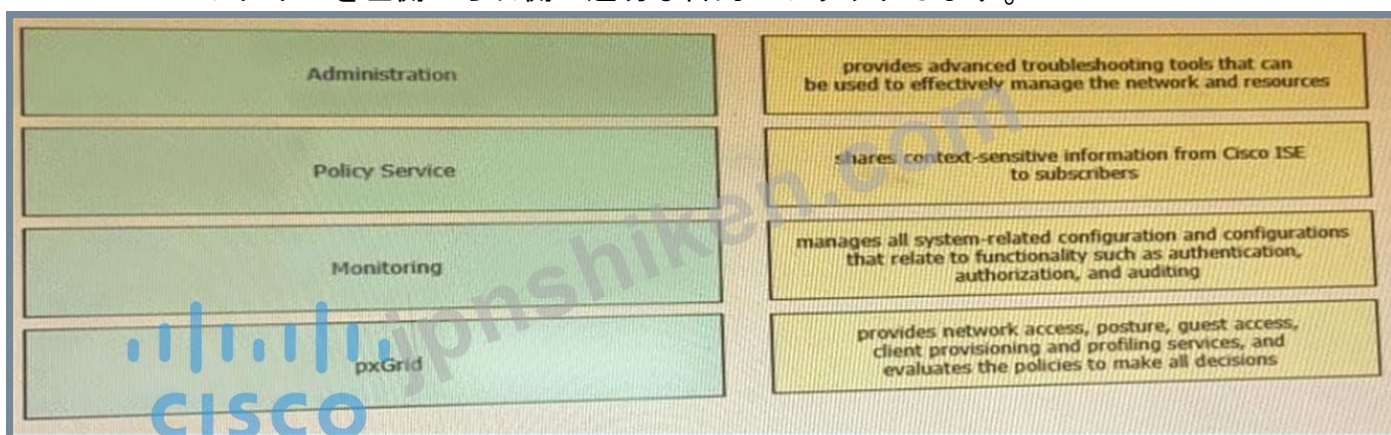 Administration
provides advanced troubleshooting tools that can
be used to effectively manage the network and resources
Policy Service
shares context-sensitive information from Cisco ISE
to subscribers
Monitoring
manages all system-related configuration and configurations
that relate to functionality such as authentication,
authorization, and auditing
pxGrid
provides network access, posture, guest access,
client provisioning and profiling services, and
evaluates the policies to make all decisions
jpnshiken.com
CISCO